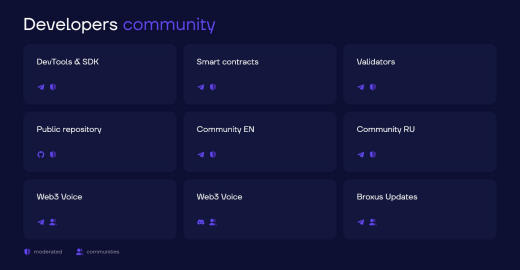 Developers community
DevTools & SDK
Smart contracts
Validators
Public repository
Community EN
Community RU
Web3 Voice
Web3 Voice
Broxus Updates
moderated
communities